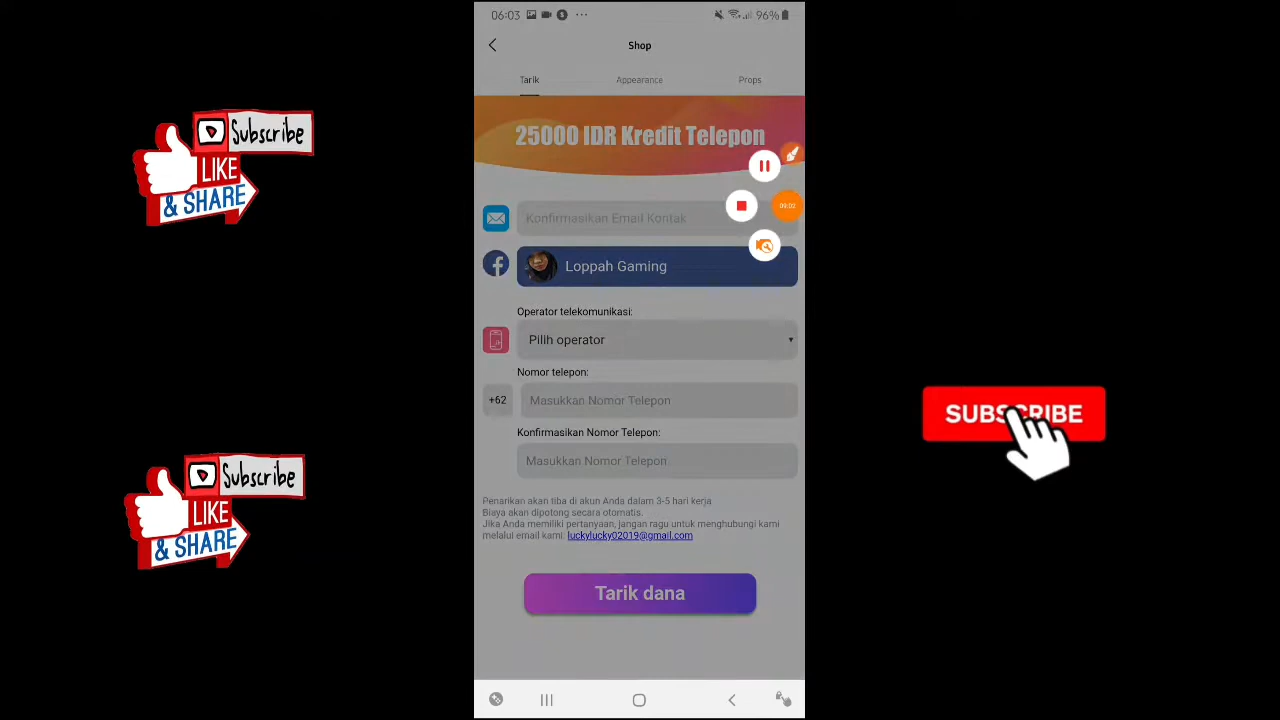 06:03
96%
Shop
Tarik
Appearance
Props
25000 IDR Kredit Telepon
Konfirmasikan Email Kontak
Loppah Gaming
Operator telekomunikasi:
Pilih operator
Nomor telepon:
+62
Masukkan Nomor Telepon
Konfirmasikan Nomor Telepon:
Masukkan Nomor Telepon
Penarikan akan tiba di akun Anda dalam 3-5 hari kerja
Biaya akan dipotong secara otomatis.
Jika Anda memiliki pertanyaan, jangan ragu untuk menghubungi kami
melalui email kami: luckylucky02019@gmail.com
Tarik dana
Subscribe
LIKE
& SHARE
Subscribe
LIKE
& SHARE
SUBSCRIBE